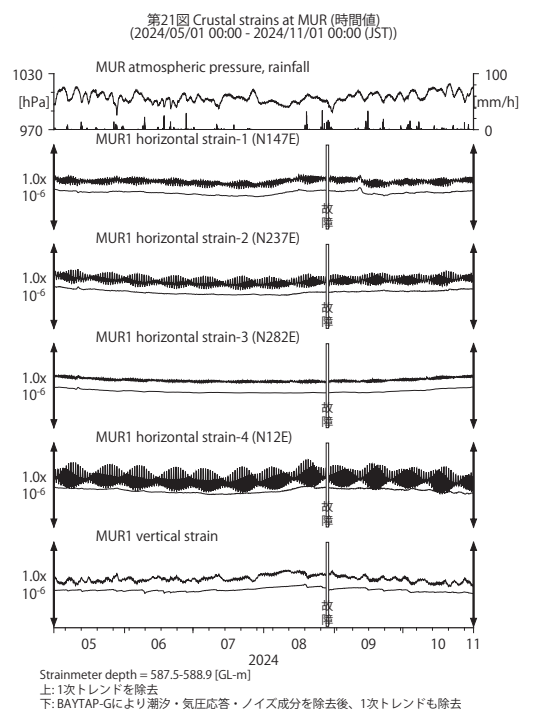 第21図 Crustal strains at MUR (時間値)
(2024/05/01 00:00 - 2024/11/01 00:00 (JST))
MUR atmospheric pressure, rainfall
1030
100
[hPa]
[mm/h]
970
0
MUR1 horizontal strain-1 (N147E)
1.0x
10-6
故
障
MUR1 horizontal strain-2 (N237E)
1.0x
10-6
故
障
MUR1 horizontal strain-3 (N282E)
1.0x
10-6
故
障
MUR1 horizontal strain-4 (N12E)
1.0x
10-6
故
障
MUR1 vertical strain
1.0x
10-6
故
障
05 06 07 08 09 10 11
2024
Strainmeter depth = 587.5-588.9 [GL-m]
上: 1次トレンドを除去
下: BAYTAP-Gにより潮汐・気圧応答・ノイズ成分を除去後、1次トレンドも除去